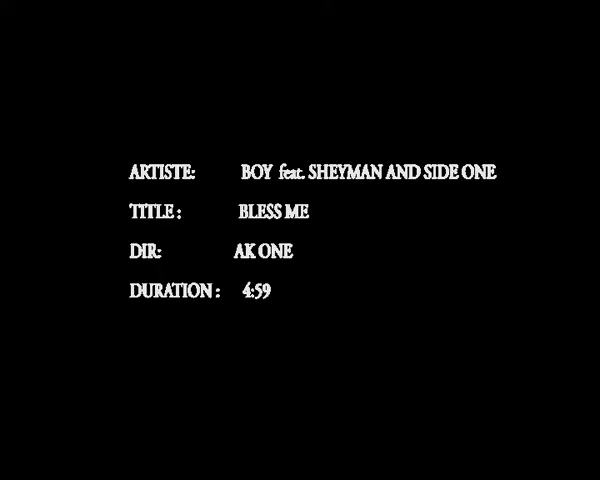 ARTISTE: BOY feat. SHEYMAN AND SIDE ONE
TITLE : BLESS ME
DIR: AK ONE
DURATION : 4:59